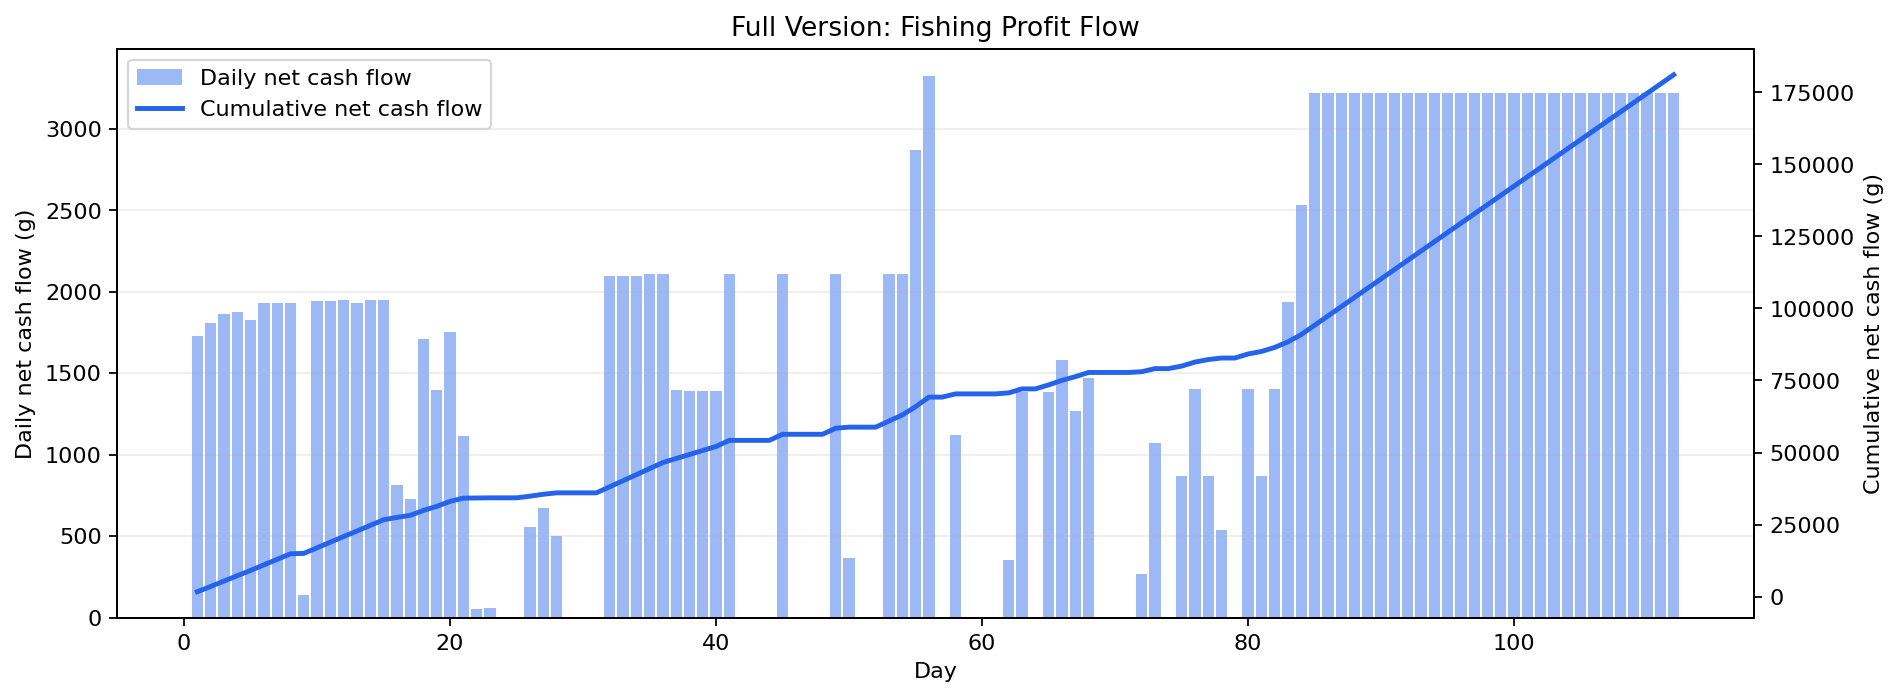 Full Version: Fishing Profit Flow
Daily net cash flow
Cumulative net cash flow
Daily net cash flow (g)
3000
2500
2000
1500
1000
500
0
175000
150000
125000
100000
75000
50000
25000
0
Cumulative net cash flow (g)
0 20 40 60 80 100
Day